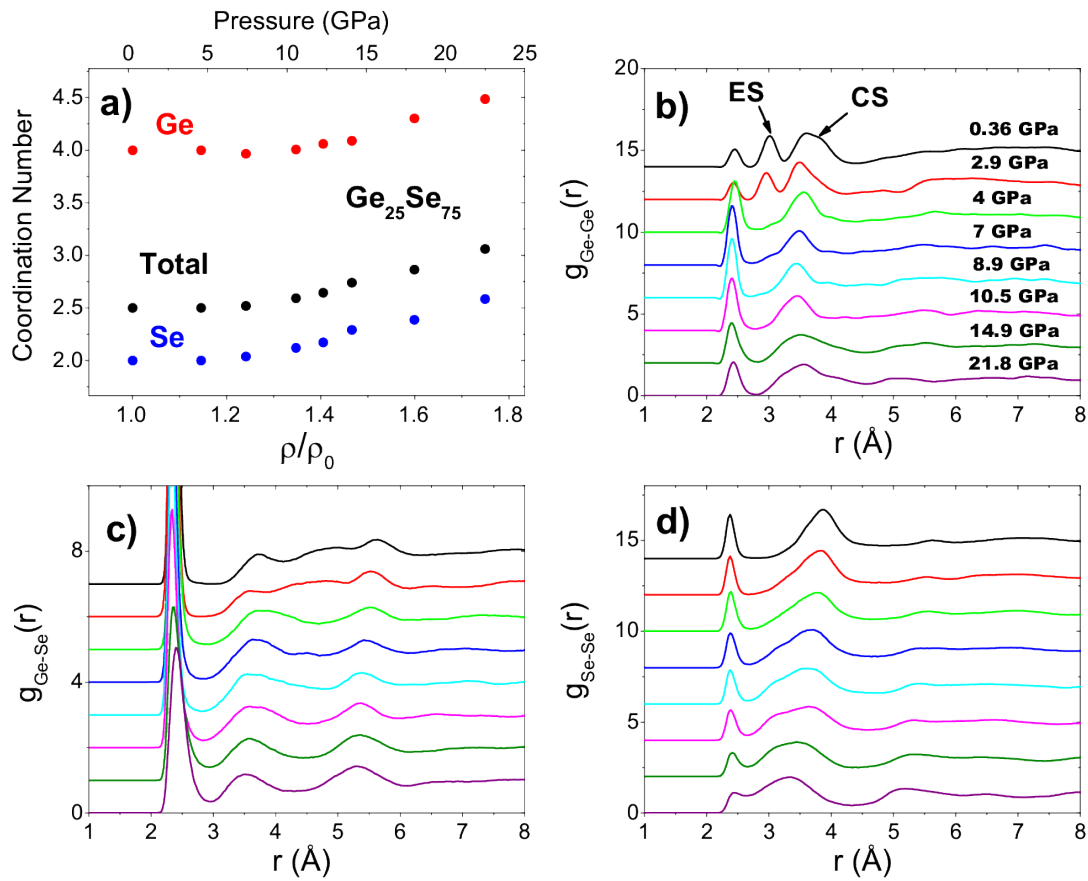 Pressure (GPa)
0 5 10 15 20 25
a)
4.5
4.0
3.5
3.0
2.5
2.0
Coordination Number
Ge
Ge25Se75
Total
Se
1.0 1.2 1.4 1.6 1.8
ρ/ρ0
b)
20
15
10
5
0
gGe-Ge(r)
ES
CS
0.36 GPa
2.9 GPa
4 GPa
7 GPa
8.9 GPa
10.5 GPa
14.9 GPa
21.8 GPa
1 2 3 4 5 6 7 8
r (Å)
c)
8
4
0
gGe-Se(r)
1 2 3 4 5 6 7 8
r (Å)
d)
15
10
5
0
gSe-Se(r)
1 2 3 4 5 6 7 8
r (Å)